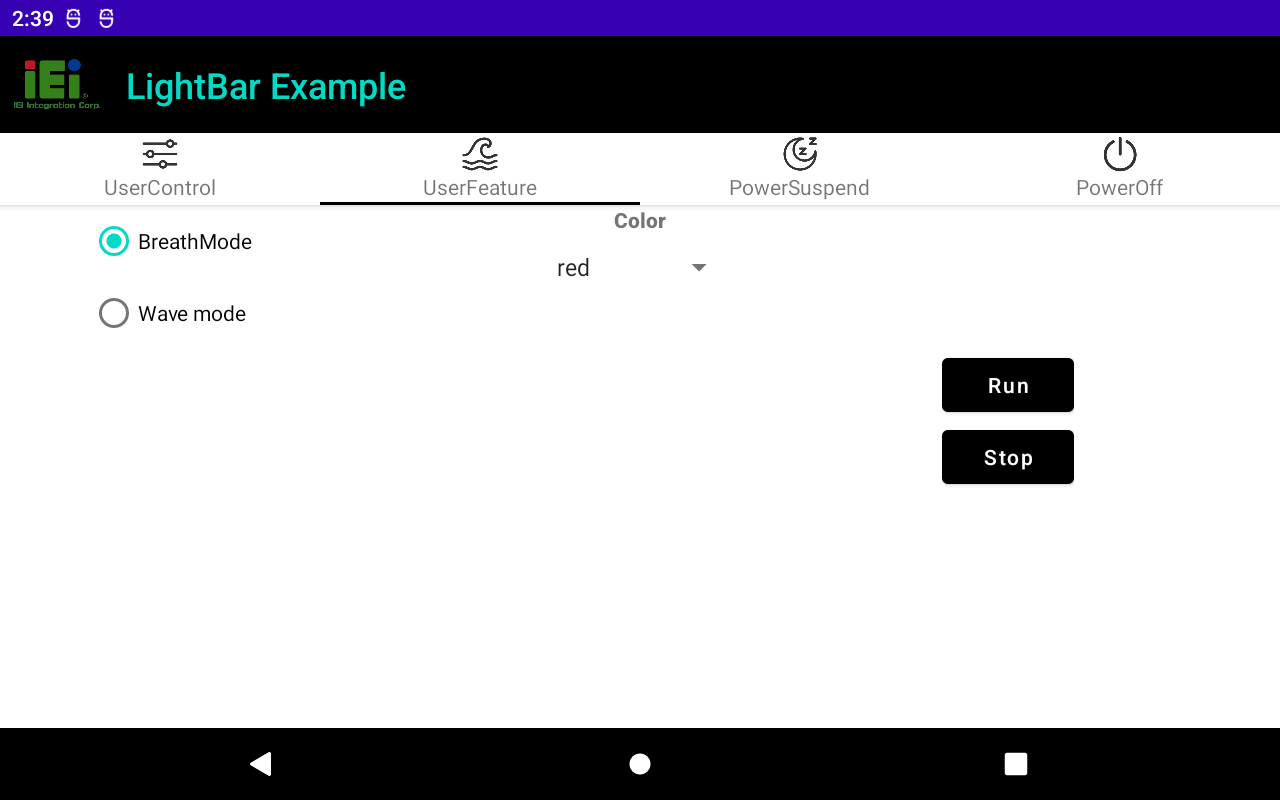 2:39
iEi
IEI Integration Corp.
LightBar Example
UserControl
UserFeature
PowerSuspend
PowerOff
Color
BreathMode
red
Wave mode
Run
Stop